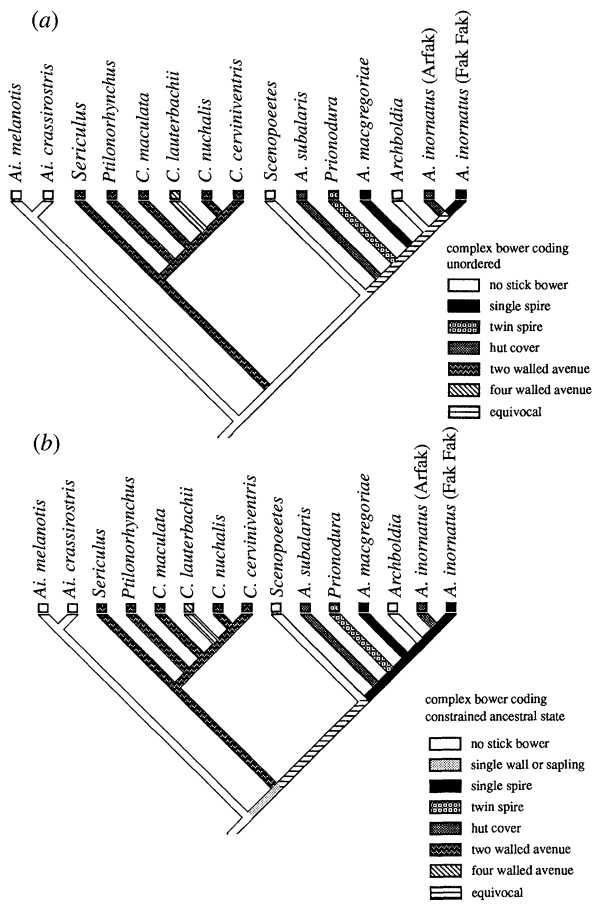 (a)
Ai. melanotis
Ai. crassirostris
Sericulus
Ptilonorhynchus
C. maculata
C. lauterbachii
C. nuchalis
C. cerviniventris
Scenopoeetes
A. subalaris
Prionodura
A. macgregoriae
Archboldia
A. inornatus (Arfak)
A. inornatus (Fak Fak)
complex bower coding
unordered
no stick bower
single spire
twin spire
hut cover
two walled avenue
four walled avenue
equivocal
(b)
Ai. melanotis
Ai. crassirostris
Sericulus
Ptilonorhynchus
C. maculata
C. lauterbachii
C. nuchalis
C. cerviniventris
Scenopoeetes
A. subalaris
Prionodura
A. macgregoriae
Archboldia
A. inornatus (Arfak)
A. inornatus (Fak Fak)
complex bower coding
constrained ancestral state
no stick bower
single wall or sapling
single spire
twin spire
hut cover
two walled avenue
four walled avenue
equivocal